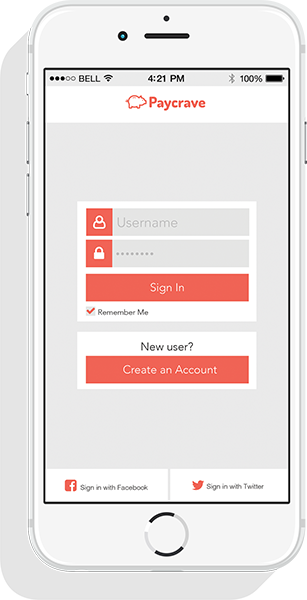 BELL 4:21 PM 100%
Paycrave
Username
Sign In
Remember Me
New user?
Create an Account
Sign in with Facebook
Sign in with Twitter